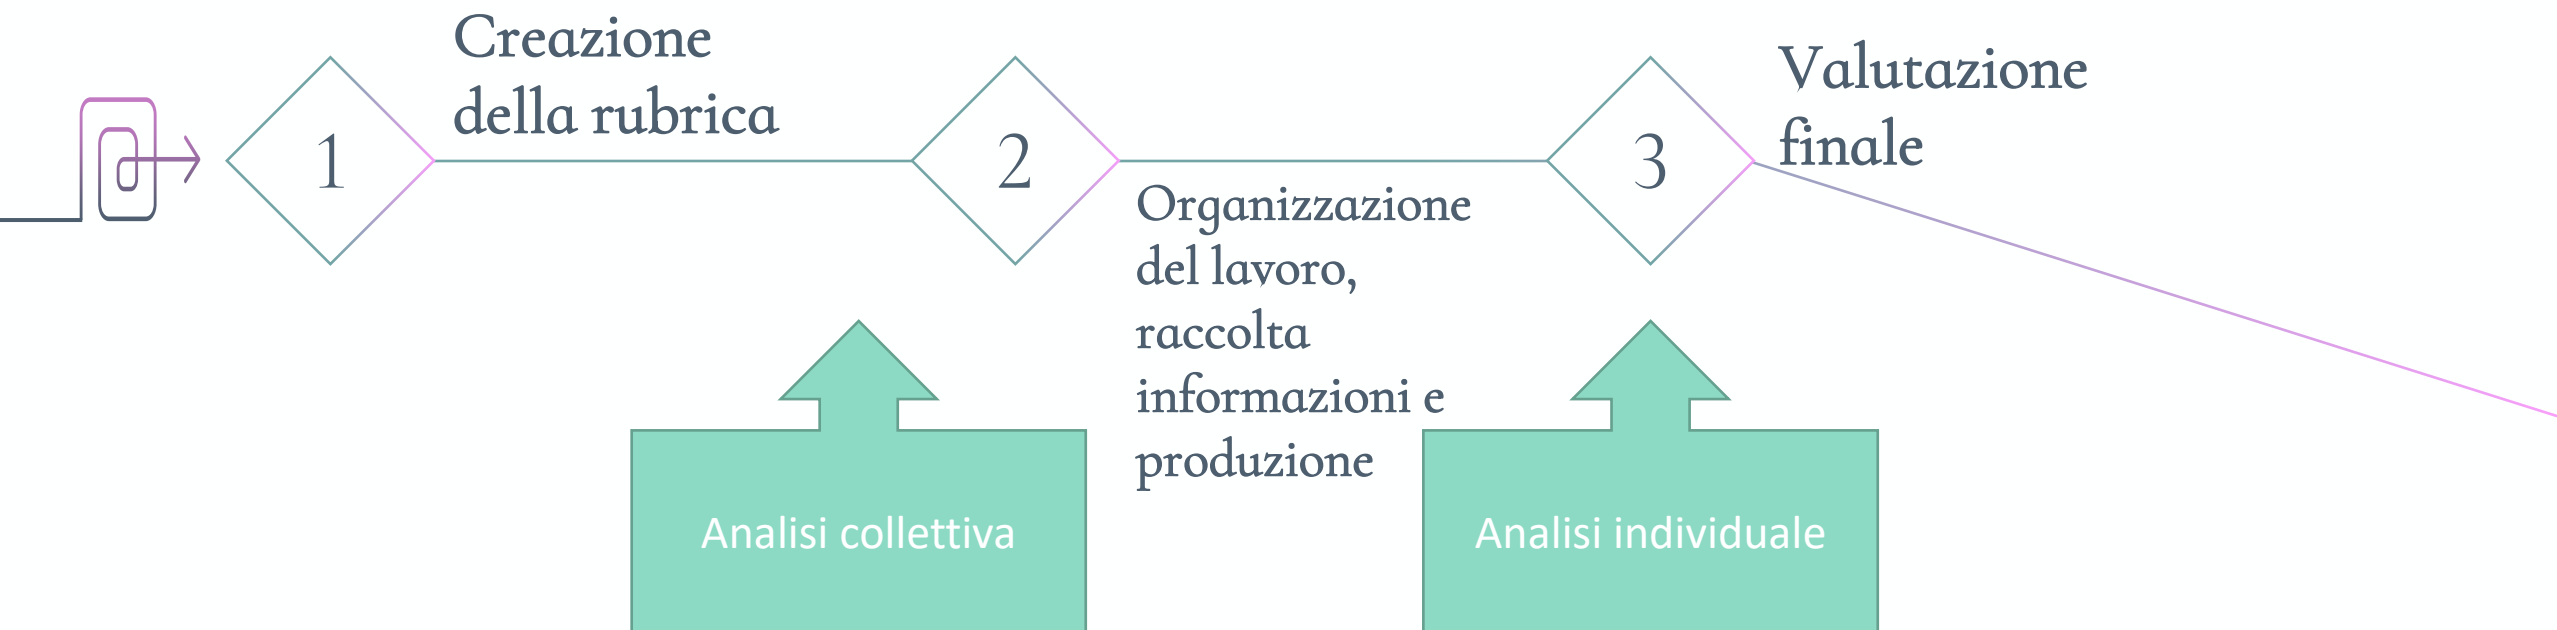 1
Creazione
della rubrica
2
Organizzazione
del lavoro,
raccolta
informazioni e
produzione
3
Valutazione
finale
Analisi collettiva
Analisi individuale